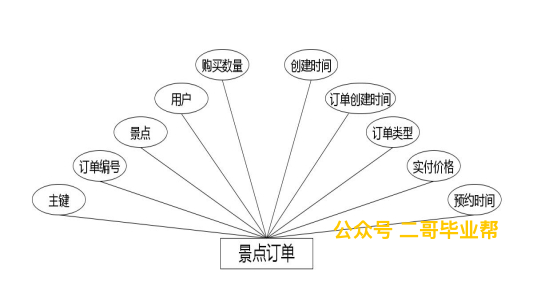 购买数量
创建时间
用户
订单创建时间
景点
订单类型
订单编号
实付价格
主键
预约时间
公众号 二哥毕业帮
景点订单